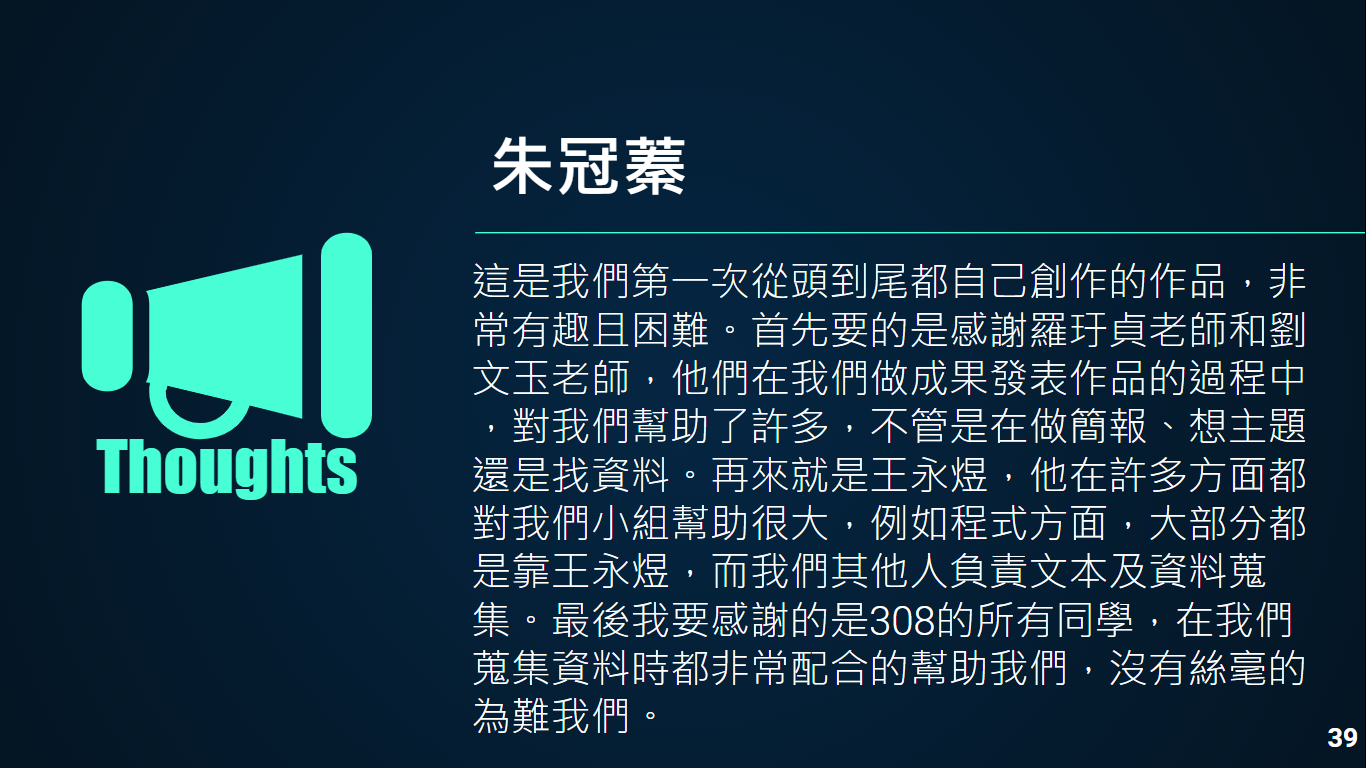 朱冠蓁
Thoughts
這是我們第一次從頭到尾都自己創作的作品，非
常有趣且困難。首先要的是感謝羅玗貞老師和劉
文玉老師，他們在我們做成果發表作品的過程中
，對我們幫助了許多，不管是在做簡報、想主題
還是找資料。再來就是王永煜，他在許多方面都
對我們小組幫助很大，例如程式方面，大部分都
是靠王永煜，而我們其他人負責文本及資料蒐
集。最後我要感謝的是308的所有同學，在我們
蒐集資料時都非常配合的幫助我們，沒有絲毫的
為難我們。
39